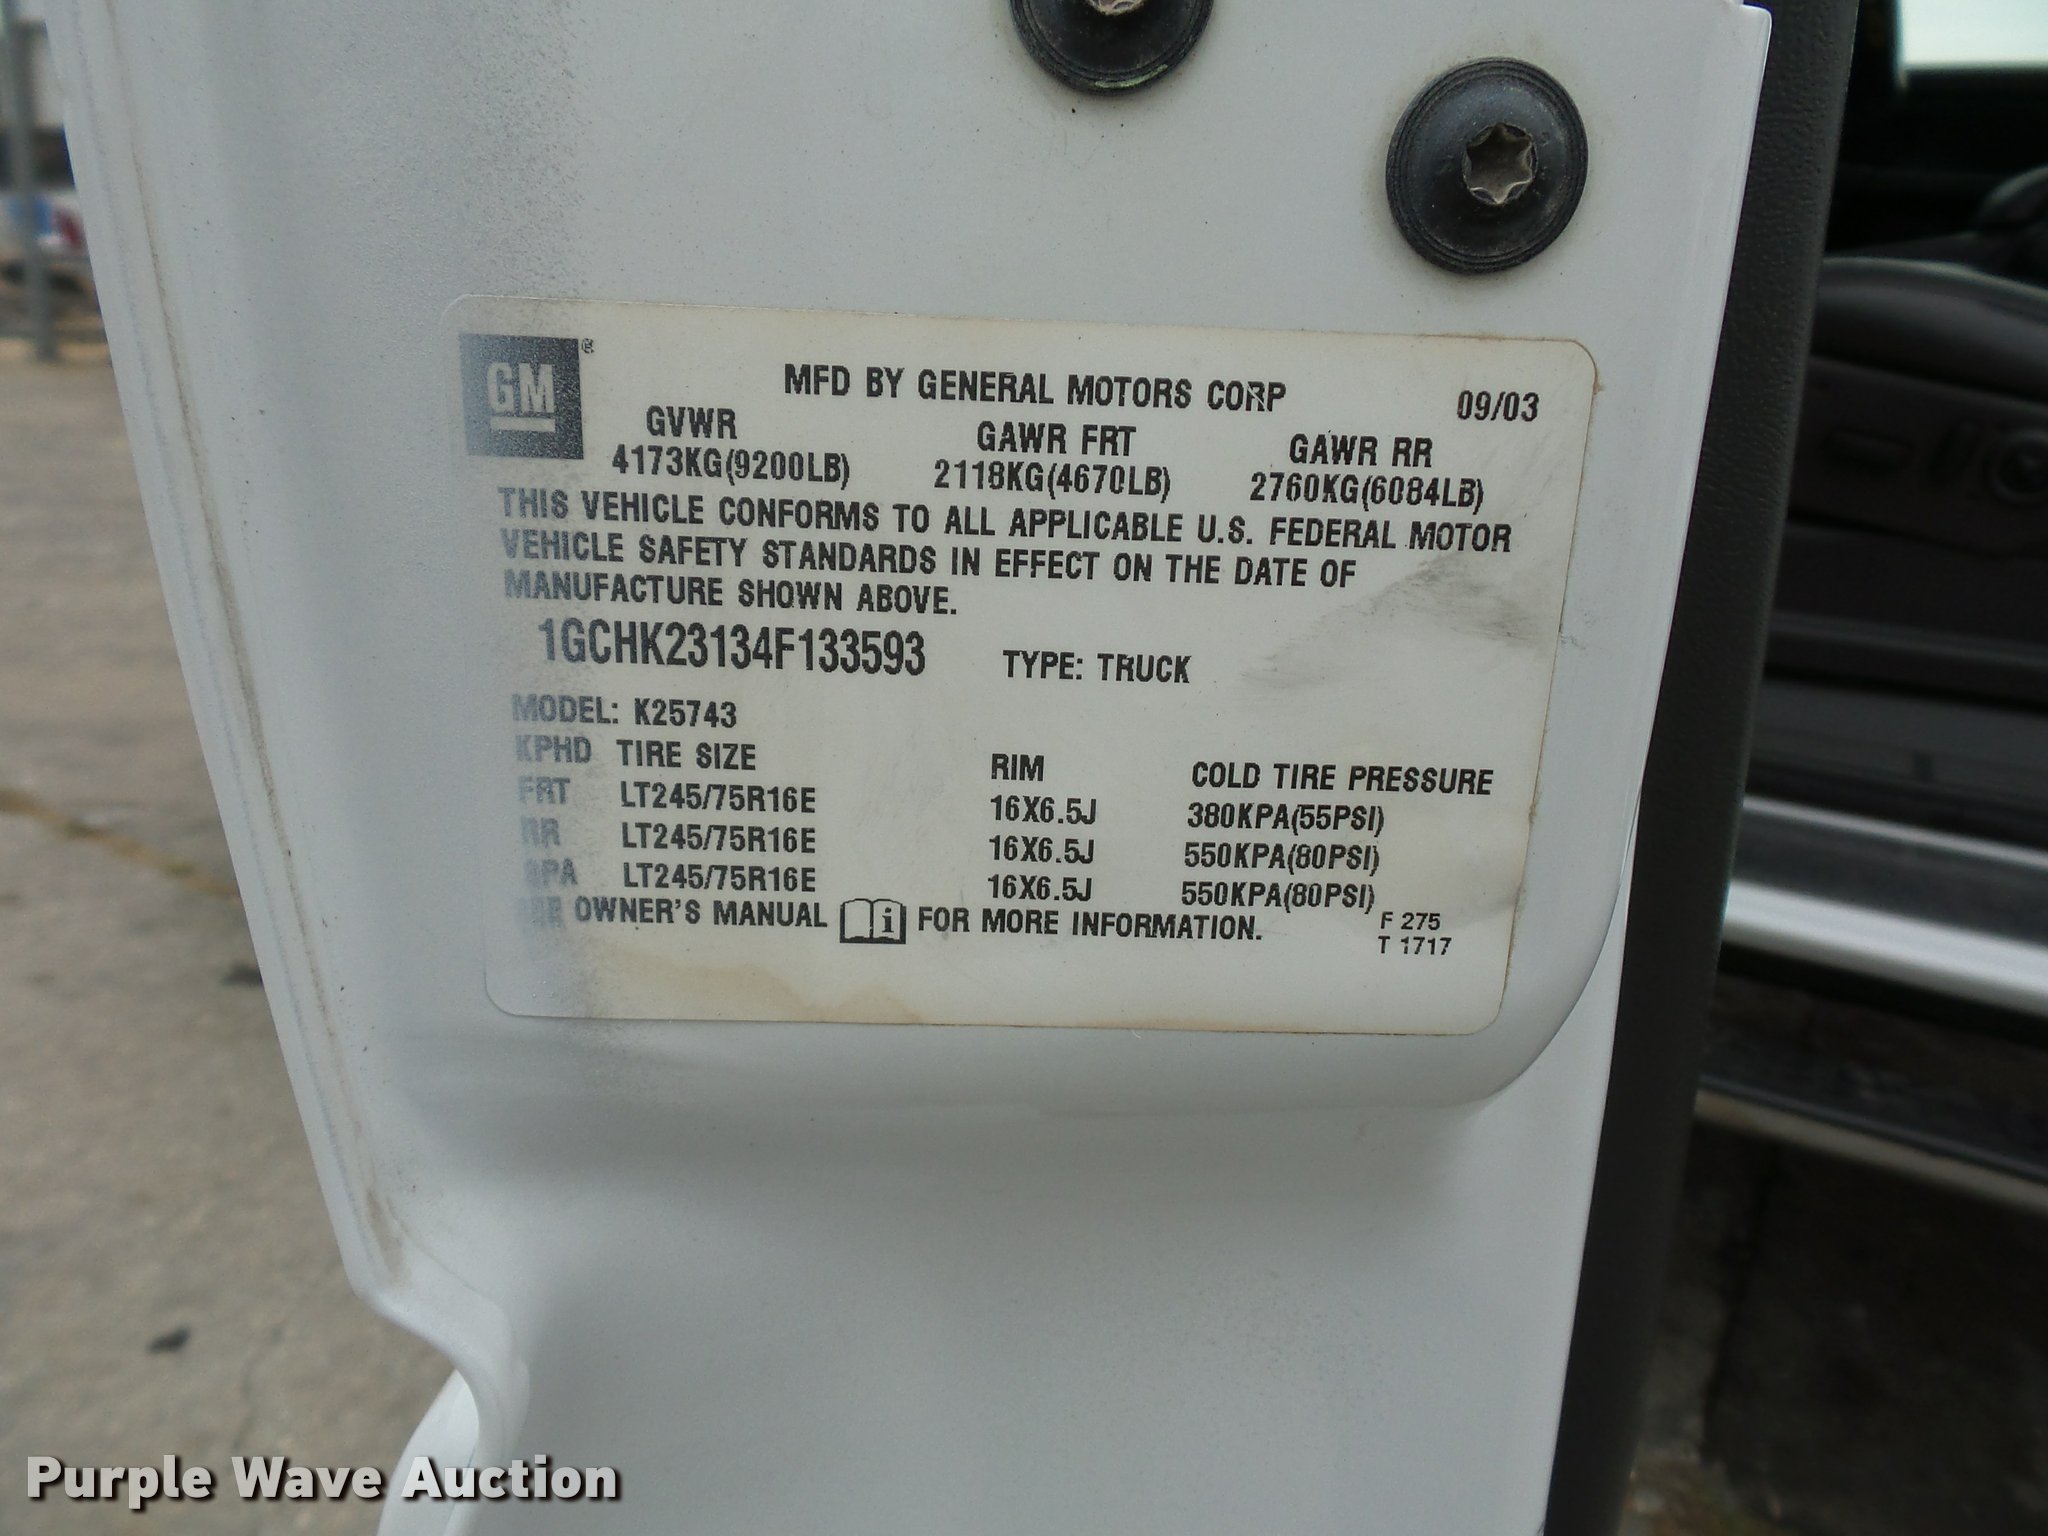 GM
MFD BY GENERAL MOTORS CORP 09/03
GVWR GAWR FRT GAWR RR
4173KG(9200LB) 2118KG(4670LB) 2760KG(6084LB)
THIS VEHICLE CONFORMS TO ALL APPLICABLE U.S. FEDERAL MOTOR
VEHICLE SAFETY STANDARDS IN EFFECT ON THE DATE OF
MANUFACTURE SHOWN ABOVE.
1GCHK23134F133593 TYPE: TRUCK
MODEL: K25743
KPHD TIRE SIZE RIM COLD TIRE PRESSURE
FRT LT245/75R16E 16X6.5J 380KPA(55PSI)
RR LT245/75R16E 16X6.5J 550KPA(80PSI)
SPA LT245/75R16E 16X6.5J 550KPA(80PSI)
SEE OWNER'S MANUAL i FOR MORE INFORMATION. F 275
T 1717
Purple Wave Auction